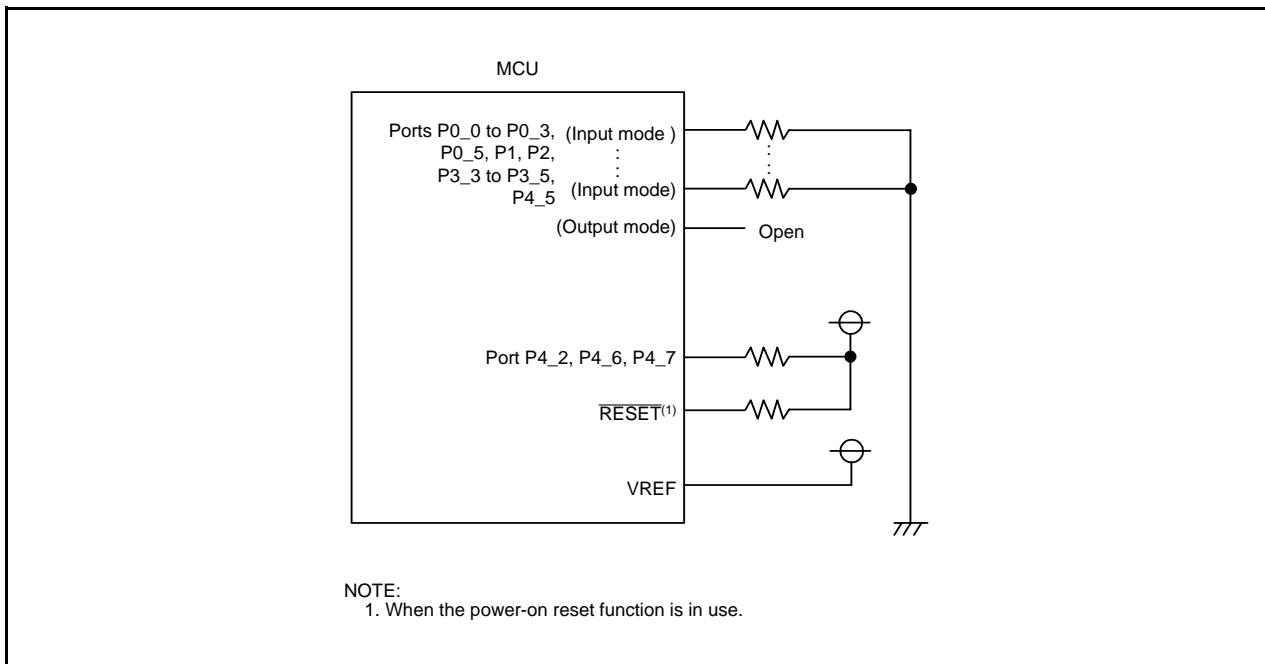 MCU
Ports P0_0 to P0_3, (Input mode )
P0_5, P1, P2,
P3_3 to P3_5,
P4_5 (Input mode)
(Output mode) Open
Port P4_2, P4_6, P4_7
RESET(1)
VREF
NOTE:
1. When the power-on reset function is in use.